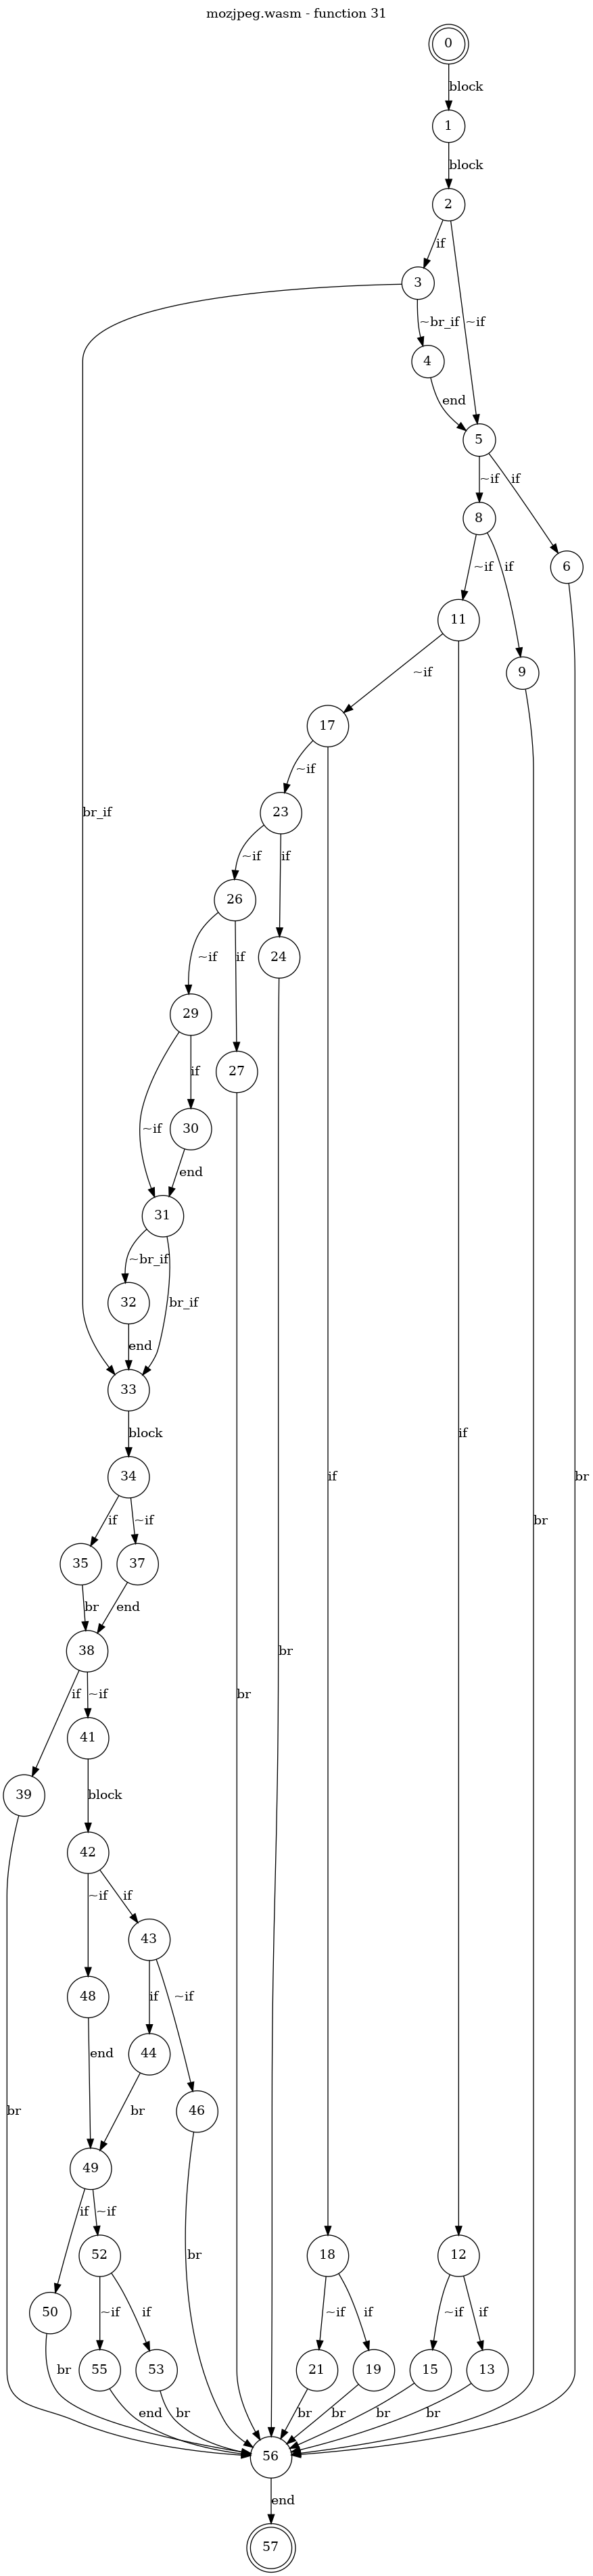 mozjpeg.wasm - function 31
0
block
1
block
2
if
3
~br_if
~if
4
end
5
~if
if
8
6
~if
if
11
9
~if
17
~if
23
br_if
~if
if
26
24
~if
if
29
27
if
~if
30
end
31
~br_if
br_if
32
end
33
block
if
if
34
br
if
~if
br
35
37
br
end
38
br
if
~if
br
41
39
block
42
~if
if
43
48
if
~if
end
44
br
br
46
49
br
if
~if
52
18
12
50
~if
if
~if
if
~if
if
55
53
21
19
15
13
br
end
br
br
br
br
br
56
end
57